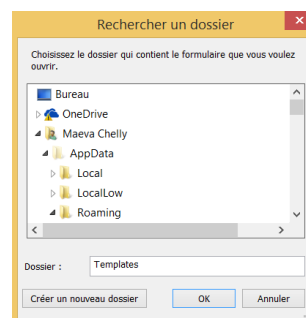 Rechercher un dossier
Choisissez le dossier qui contient le formulaire que vous voulez
ouvrir.
Bureau
OneDrive
Maeva Chelly
AppData
Local
LocalLow
Roaming
Dossier :
Templates
Créer un nouveau dossier
OK
Annuler